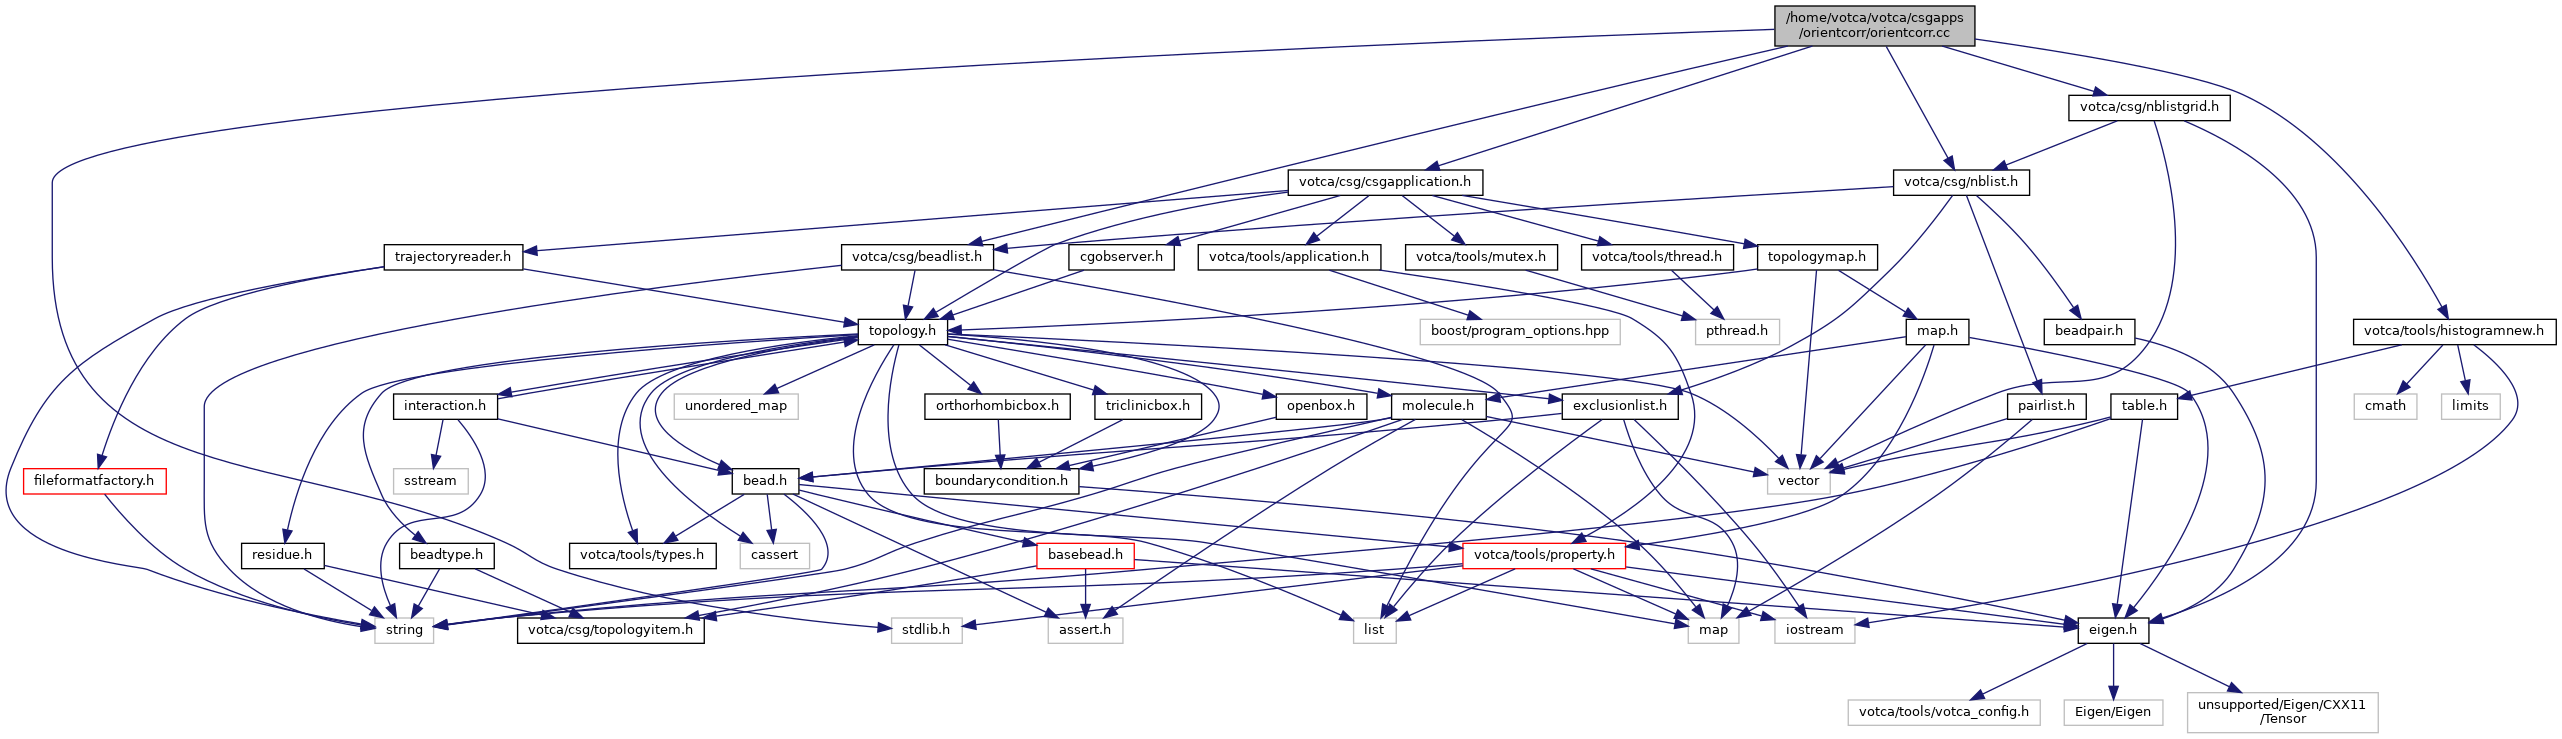 /home/votca/votca/csgapps
/orientcorr/orientcorr.cc
votca/csg/nblistgrid.h
votca/csg/csgapplication.h
votca/csg/nblist.h
trajectoryreader.h
votca/csg/beadlist.h
cgobserver.h
votca/tools/application.h
votca/tools/mutex.h
votca/tools/thread.h
topologymap.h
topology.h
boost/program_options.hpp
pthread.h
map.h
beadpair.h
votca/tools/histogramnew.h
interaction.h
unordered_map
orthorhombicbox.h
triclinicbox.h
openbox.h
molecule.h
exclusionlist.h
pairlist.h
table.h
cmath
limits
fileformatfactory.h
sstream
bead.h
boundarycondition.h
vector
residue.h
beadtype.h
votca/tools/types.h
cassert
basebead.h
votca/tools/property.h
string
votca/csg/topologyitem.h
stdlib.h
assert.h
list
map
iostream
eigen.h
votca/tools/votca_config.h
Eigen/Eigen
unsupported/Eigen/CXX11
/Tensor